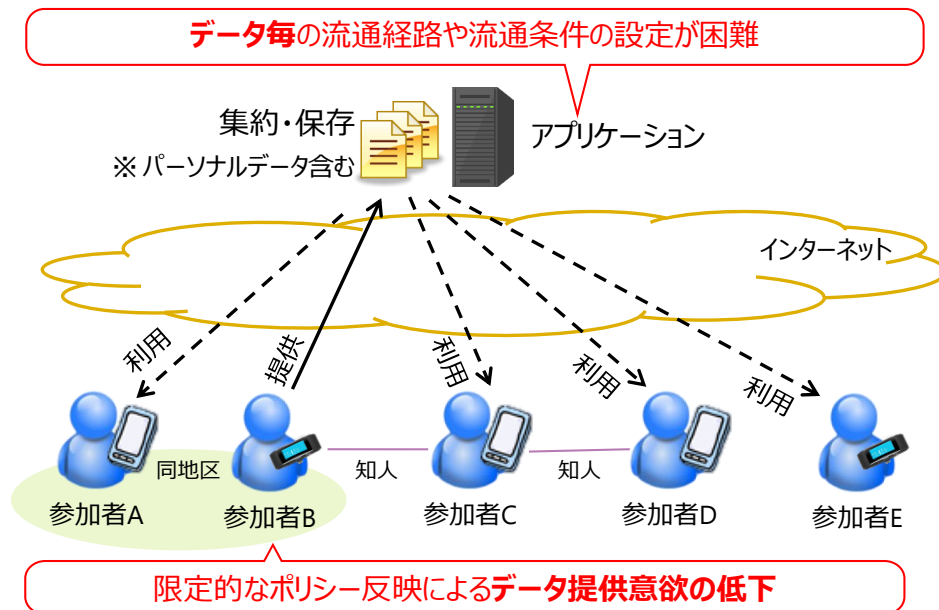 データ毎の流通経路や流通条件の設定が困難
集約・保存
※パーソナルデータ含む
アプリケーション
インターネット
利用
提供
利用
利用
利用
同地区
知人
知人
参加者A
参加者B
参加者C
参加者D
参加者E
限定的なポリシー反映によるデータ提供意欲の低下